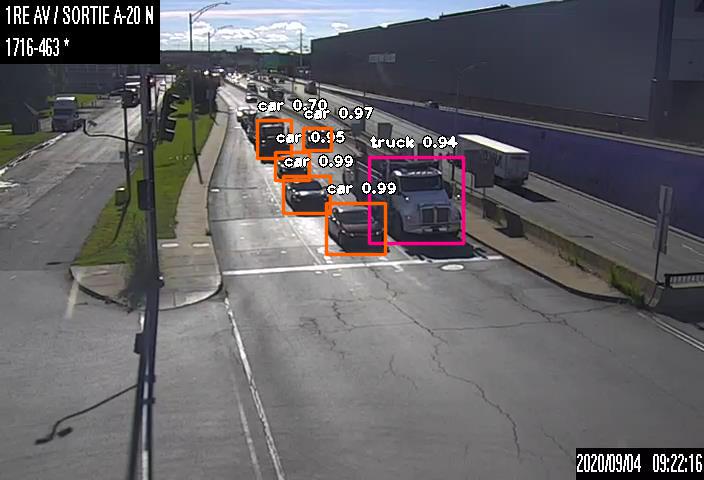 1RE AV / SORTIE A-20 N
1716-463 *
car 0.70
car 0.97
car 0.95
truck 0.94
car 0.99
car 0.99
2020/09/04 09:22:16